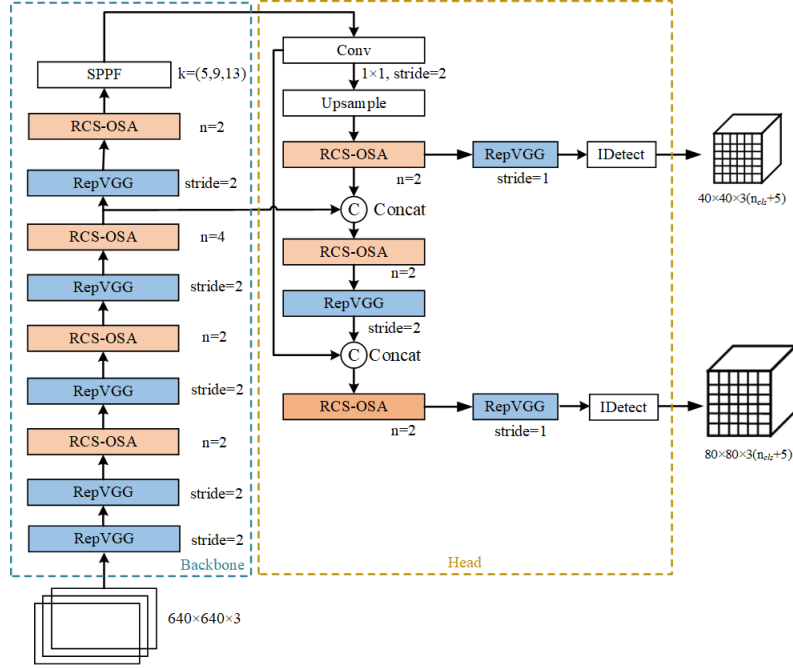 SPPF
k=(5,9,13)
RCS-OSA
n=2
RepVGG
stride=2
RCS-OSA
n=4
RepVGG
stride=2
RCS-OSA
n=2
RepVGG
stride=2
RCS-OSA
n=2
RepVGG
stride=2
RepVGG
stride=2
Backbone
640×640×3
Conv
1×1, stride=2
Upsample
RCS-OSA
n=2
RepVGG
stride=1
IDetect
40×40×3(n_cls+5)
C Concat
RCS-OSA
n=2
RepVGG
stride=2
C Concat
RCS-OSA
n=2
RepVGG
stride=1
IDetect
80×80×3(n_cls+5)
Head